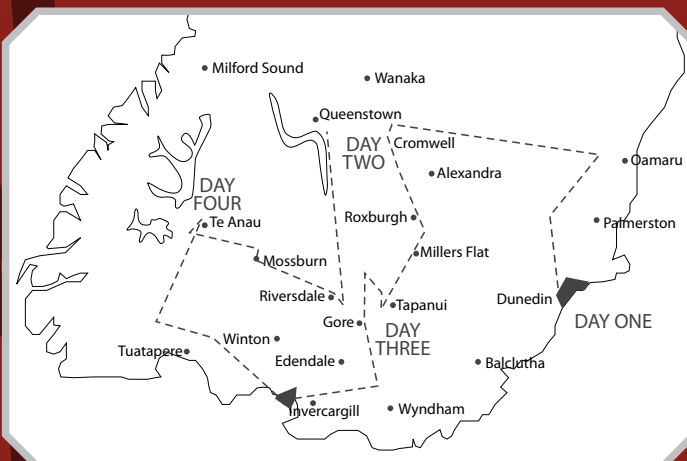 Milford Sound
Wanaka
Queenstown
DAY
TWO
Cromwell
Oamaru
Alexandra
DAY
FOUR
Te Anau
Roxburgh
Palmerston
Millers Flat
Mossburn
Riversdale
Tapanui
Dunedin
DAY ONE
Gore
DAY
THREE
Winton
Tuatapere
Edendale
Balclutha
Invercargill
Wyndham